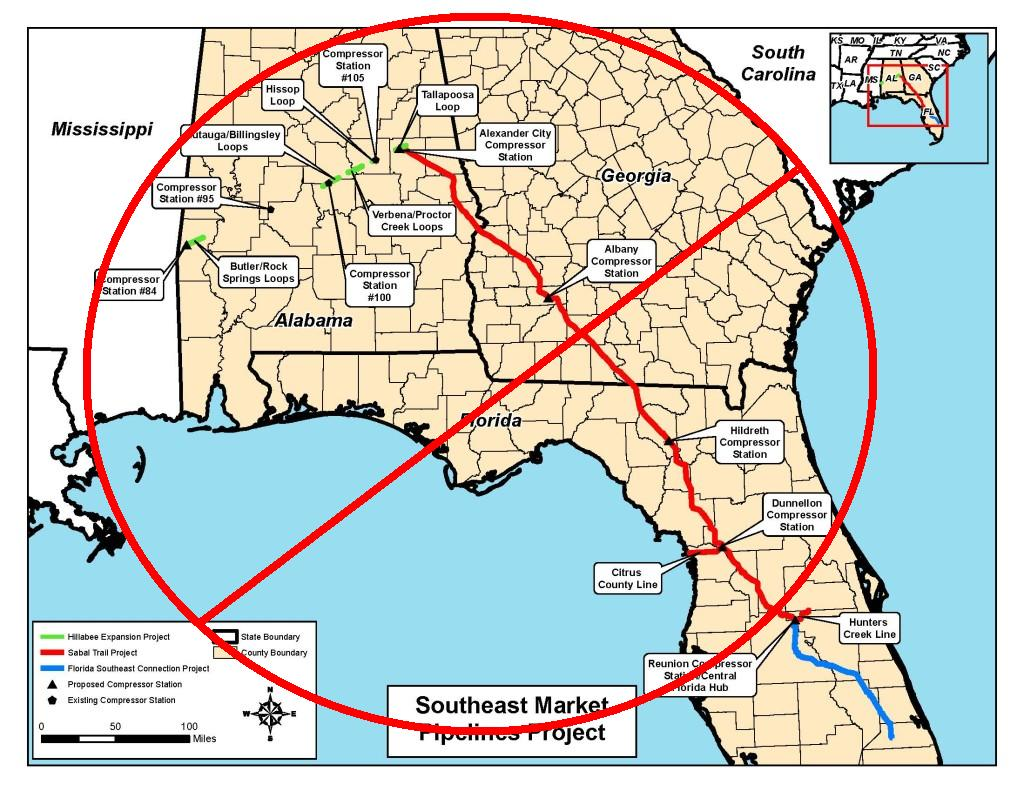 KS MO IL KY VA
AR TN NC
SC
TX LA MS AL GA
FL
South
Carolina
Compressor
Station
#105
Hissop
Loop
Tallapoosa
Loop
Mississippi
utauga/Billingsley
Loops
Alexander City
Compressor
Station
Georgia
Compressor
Station #95
Verbena/Proctor
Creek Loops
Albany
Compressor
Station
Butler/Rock
Springs Loops
Compressor
Station #84
Compressor
Station
#100
Alabama
Florida
Hildreth
Compressor
Station
Dunnellon
Compressor
Station
Citrus
County Line
Hunters
Creek Line
Reunion Compressor
Station/Central
Florida Hub
Hillabee Expansion Project
Sabal Trail Project
Florida Southeast Connection Project
Proposed Compressor Station
Existing Compressor Station
State Boundary
County Boundary
0 50 100
Miles
N
W E
S
Southeast Market
Pipelines Project